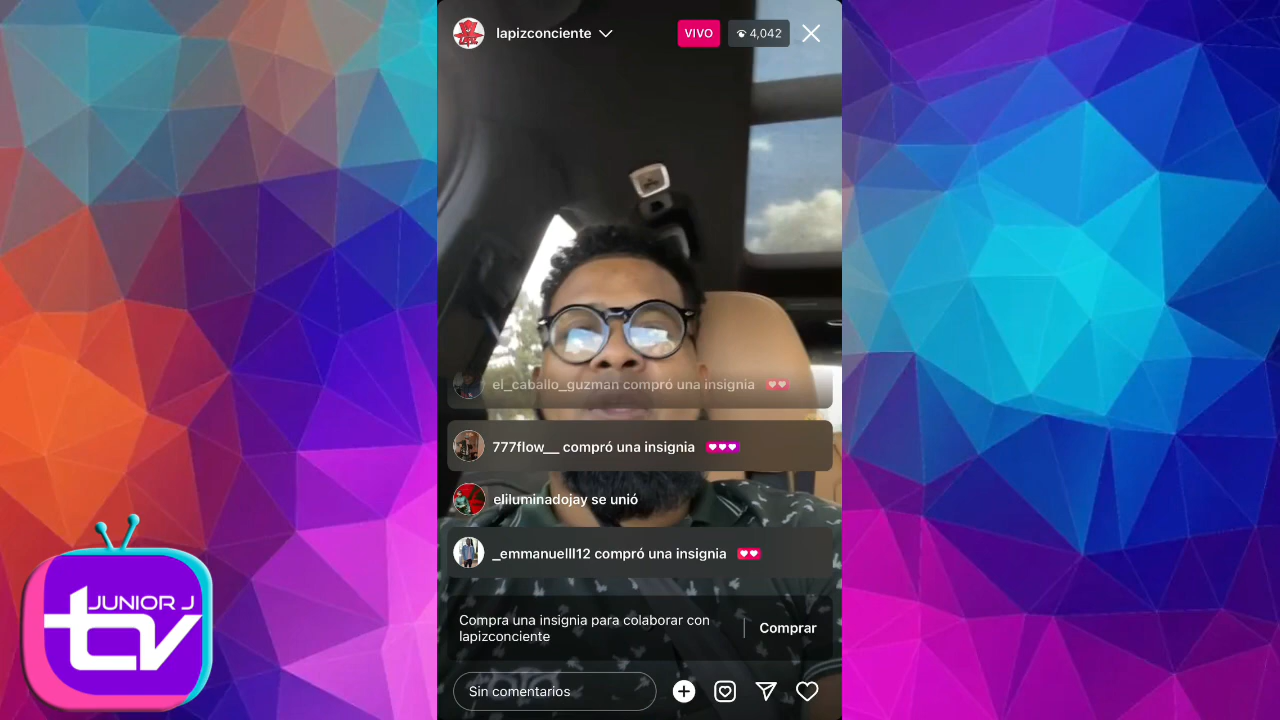 lapizconciente
VIVO
4,042
el_caballo_guzman compró una insignia
777flow__ compró una insignia
eliluminadojay se unió
_emmanuelll12 compró una insignia
Compra una insignia para colaborar con
lapizconciente
Comprar
Sin comentarios
JUNIOR J
tv